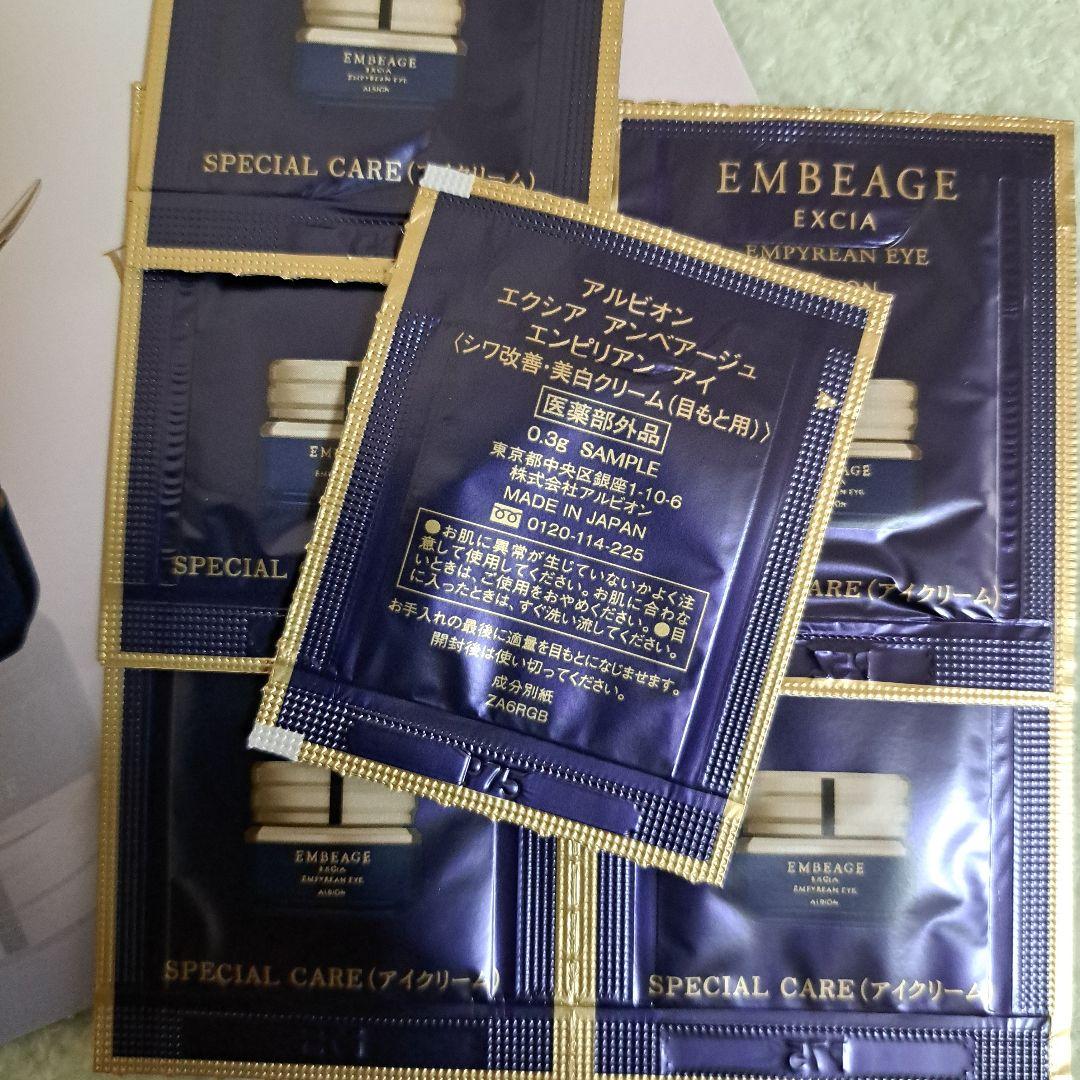 EMBEAGE
EXCIA
EMPYREAN EYE
ALBION
SPECIAL CARE (アイクリーム)
EMBEAGE
EXCIA
EMPYREAN EYE
アルビオン
エクシア アンベアージュ
エンピリアン アイ
〈シワ改善・美白クリーム(目もと用)〉
医薬部外品
0.3g SAMPLE
東京都中央区銀座1-10-6
株式会社アルビオン
MADE IN JAPAN
0120-114-225
●お肌に異常が生じていないかよく注
意して使用してください。お肌に合わな
いときは、ご使用をおやめください。●目
に入ったときは、すぐ洗い流してください。
お手入れの最後に適量を目もとになじませます。
開封後は使い切ってください。
成分別紙
ZA6RGB
P75
SPECIAL
CARE (アイクリーム)
EMBEAGE
EXCIA
EMPYREAN EYE
ALBION
SPECIAL CARE (アイクリーム)
EMBEAGE
EXCIA
EMPYREAN EYE
ALBION
SPECIAL CARE (アイクリーム)